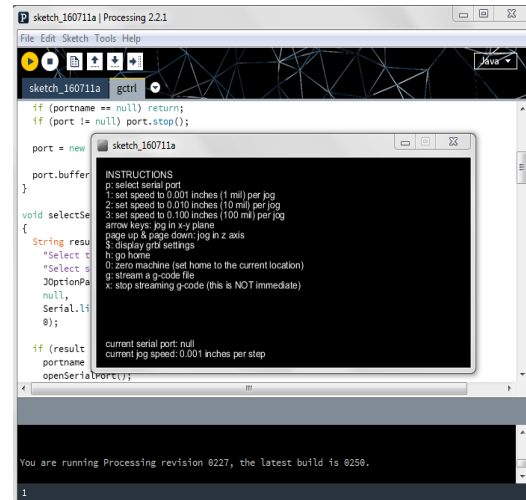 sketch_160711a | Processing 2.2.1
File Edit Sketch Tools Help
Java
sketch_160711a gctrl
if (portname == null) return;
if (port != null) port.stop();
port = new
port.buffer
}
void selectSe
{
String resu
"Select t
"Select s
JOptionPa
null,
Serial.li
0);
if (result
portname
openSerialPort();
sketch_160711a
INSTRUCTIONS
p: select serial port
1: set speed to 0.001 inches (1 mil) per jog
2: set speed to 0.010 inches (10 mil) per jog
3: set speed to 0.100 inches (100 mil) per jog
arrow keys: jog in x-y plane
page up & page down: jog in z axis
$: display grbl settings
h: go home
0: zero machine (set home to the current location)
g: stream a g-code file
x: stop streaming g-code (this is NOT immediate)
current serial port: null
current jog speed: 0.001 inches per step
You are running Processing revision 0227, the latest build is 0250.
1